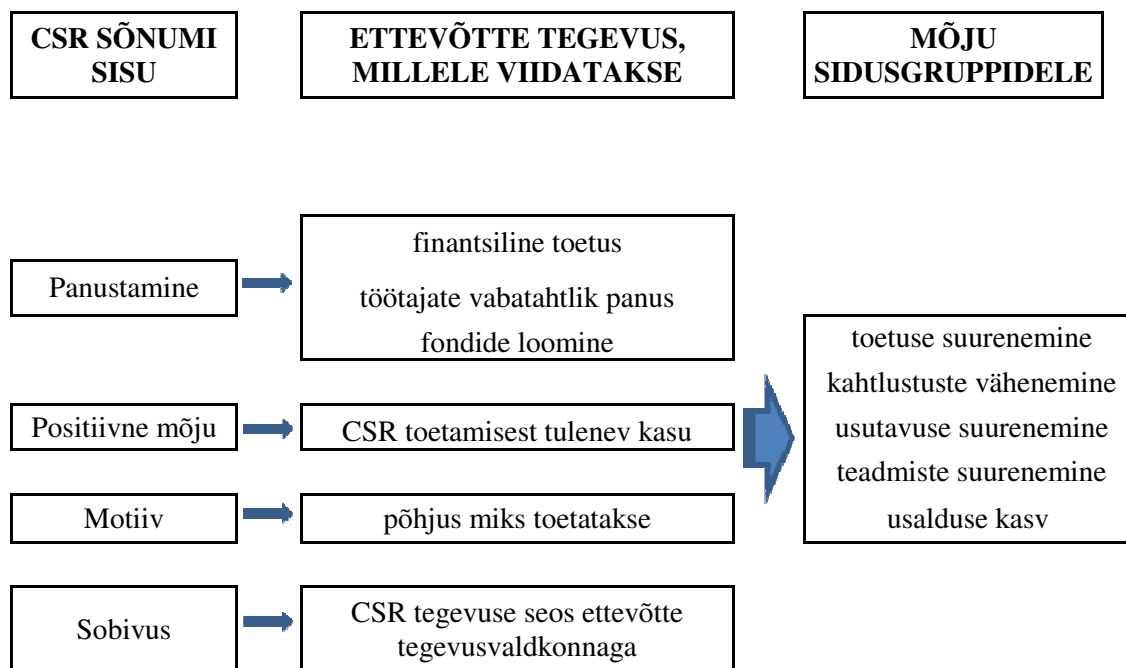 CSR SÕNUMI
SISU
ETTEVÕTTE TEGEVUS,
MILLELE VIIDATAKSE
MÕJU
SIDUSGRUPPIDELE
Panustamine
finantsiline toetus
töötajate vabatahtlik panus
fondide loomine
Positiivne mõju
CSR toetamisest tulenev kasu
Motiiv
põhjus miks toetatakse
Sobivus
CSR tegevuse seos ettevõtte
tegevusvaldkonnaga
toetuse suurenemine
kahtlustuste vähenemine
usutavuse suurenemine
teadmiste suurenemine
usalduse kasv